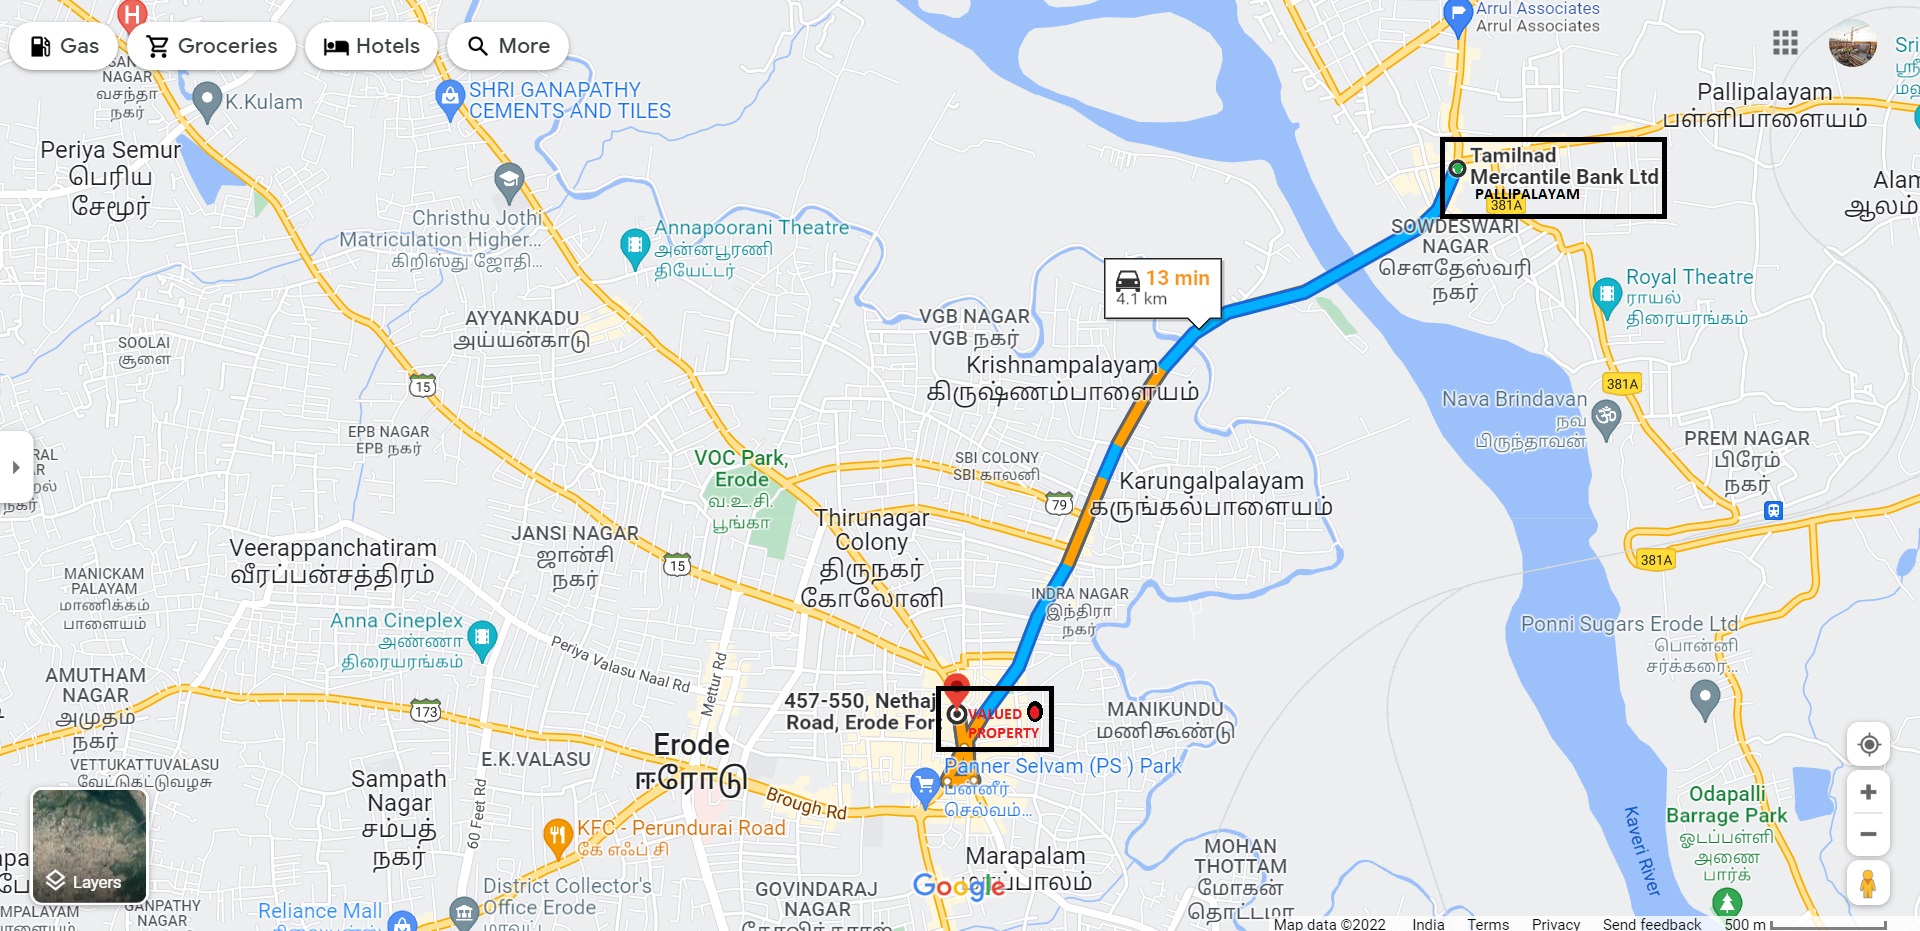 Gas
Groceries
Hotels
More
H
Arrul Associates
Arrul Associates
NAGAR
வசந்தா
நகர்
K.Kulam
SHRI GANAPATHY
CEMENTS AND TILES
Pallipalayam
பள்ளிபாளையம்
Periya Semur
பெரிய
சேமூர்
Tamilnad
Mercantile Bank Ltd
PALLIPALAYAM
381A
Christhu Jothi
Matriculation Higher...
கிறிஸ்து ஜோதி...
Annapoorani Theatre
அன்னபூரணி
தியேட்டர்
SOWDESWARI
NAGAR
சௌதேஸ்வரி
நகர்
13 min
4.1 km
Royal Theatre
ராயல்
திரையரங்கம்
AYYANKADU
அய்யன்காடு
VGB NAGAR
VGB நகர்
SOOLAI
சூளை
Krishnampalayam
கிருஷ்ணம்பாளையம்
15
381A
Nava Brindavan
நவ
பிருந்தாவன்
EPB NAGAR
EPB நகர்
PREM NAGAR
பிரேம்
நகர்
VOC Park,
Erode
வ.உ.சி.
பூங்கா
SBI COLONY
SBI காலனி
79
Karungalpalayam
கருங்கல்பாளையம்
Thirunagar
Colony
திருநகர்
கோலோனி
JANSI NAGAR
ஜான்சி
நகர்
Veerappanchatiram
வீரப்பன்சத்திரம்
15
381A
MANICKAM
PALAYAM
மாணிக்கம்
பாளையம்
INDRA NAGAR
இந்திரா
நகர்
Anna Cineplex
அண்ணா
திரையரங்கம்
Periya Valasu Naal Rd
Mettur Rd
Ponni Sugars Erode Ltd
பொன்னி
சர்க்கரை...
AMUTHAM
NAGAR
அமுதம்
நகர்
173
457-550, Nethaj
Road, Erode For
VALUED
PROPERTY
MANIKUNDU
மணிகூண்டு
Erode
ஈரோடு
E.K.VALASU
VETTUKATTUVALASU
வேட்டுகட்டுவழசு
Sampath
Nagar
சம்பத்
நகர்
Panner Selvam (PS ) Park
பன்னீர்
செல்வம்...
Brough Rd
60 Feet Rd
KFC - Perundurai Road
கே எஃப் சி
Odapalli
Barrage Park
ஓடப்பள்ளி
அணை
பார்க்
Kaveri River
Marapalam
MOHAN
THOTTAM
மோகன்
தொட்டமா
Layers
District Collector's
Office Erode
GOVINDARAJ
NAGAR
Google
GANPATHY
NAGAR
Reliance Mall
Map data ©2022
India
Terms
Privacy
Send feedback
500 m